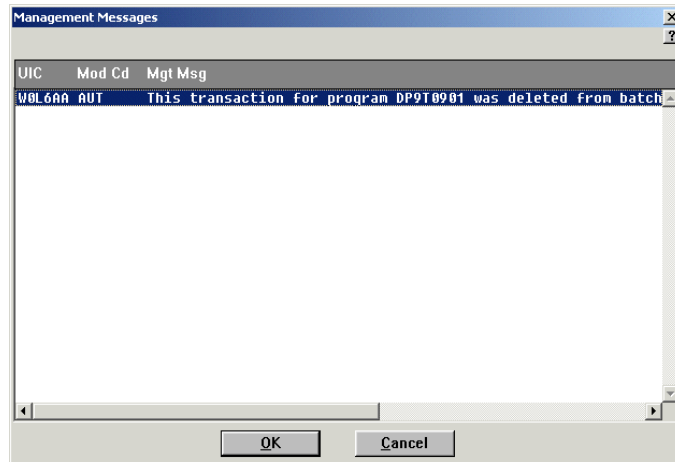 Management Messages
?
UIC Mod Cd Mgt Msg
W0L6AA AUT This transaction for program DP9T0901 was deleted from batch
OK Cancel